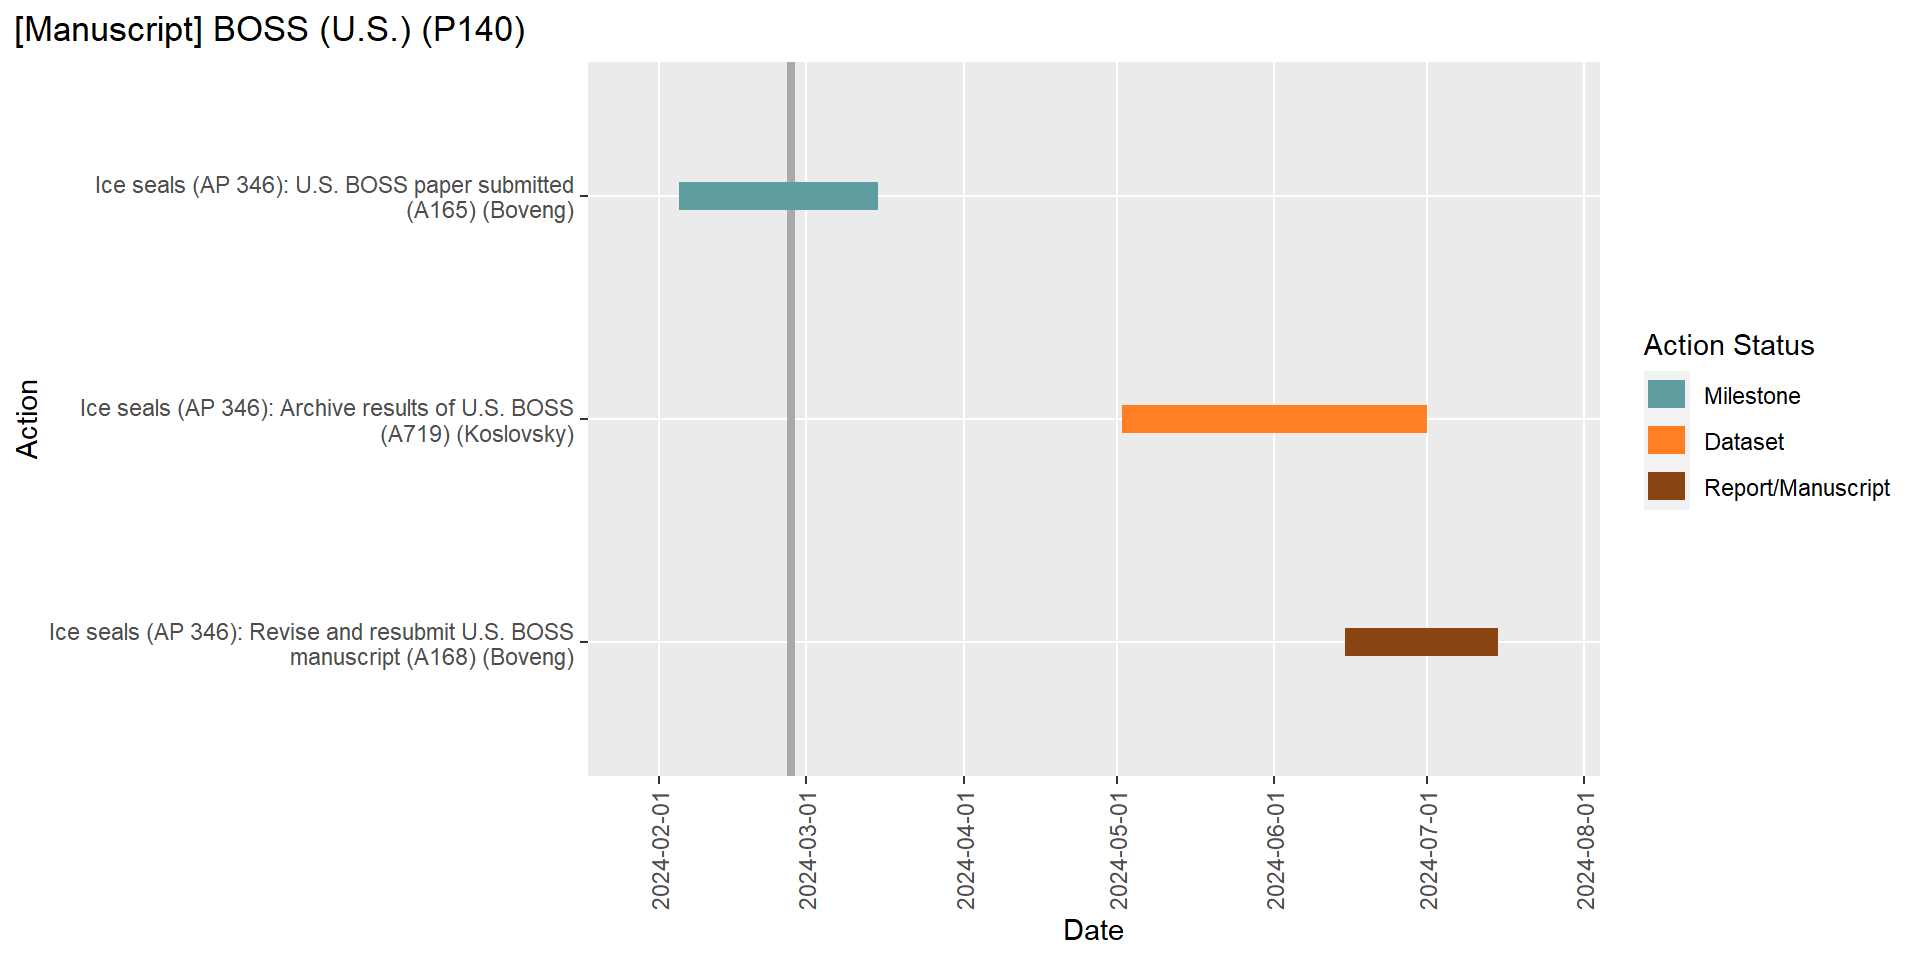 [Manuscript] BOSS (U.S.) (P140)
Action
Ice seals (AP 346): U.S. BOSS paper submitted
(A165) (Boveng)
Ice seals (AP 346): Archive results of U.S. BOSS
(A719) (Koslovsky)
Ice seals (AP 346): Revise and resubmit U.S. BOSS
manuscript (A168) (Boveng)
2024-02-01
2024-03-01
2024-04-01
2024-05-01
2024-06-01
2024-07-01
2024-08-01
Date
Action Status
Milestone
Dataset
Report/Manuscript